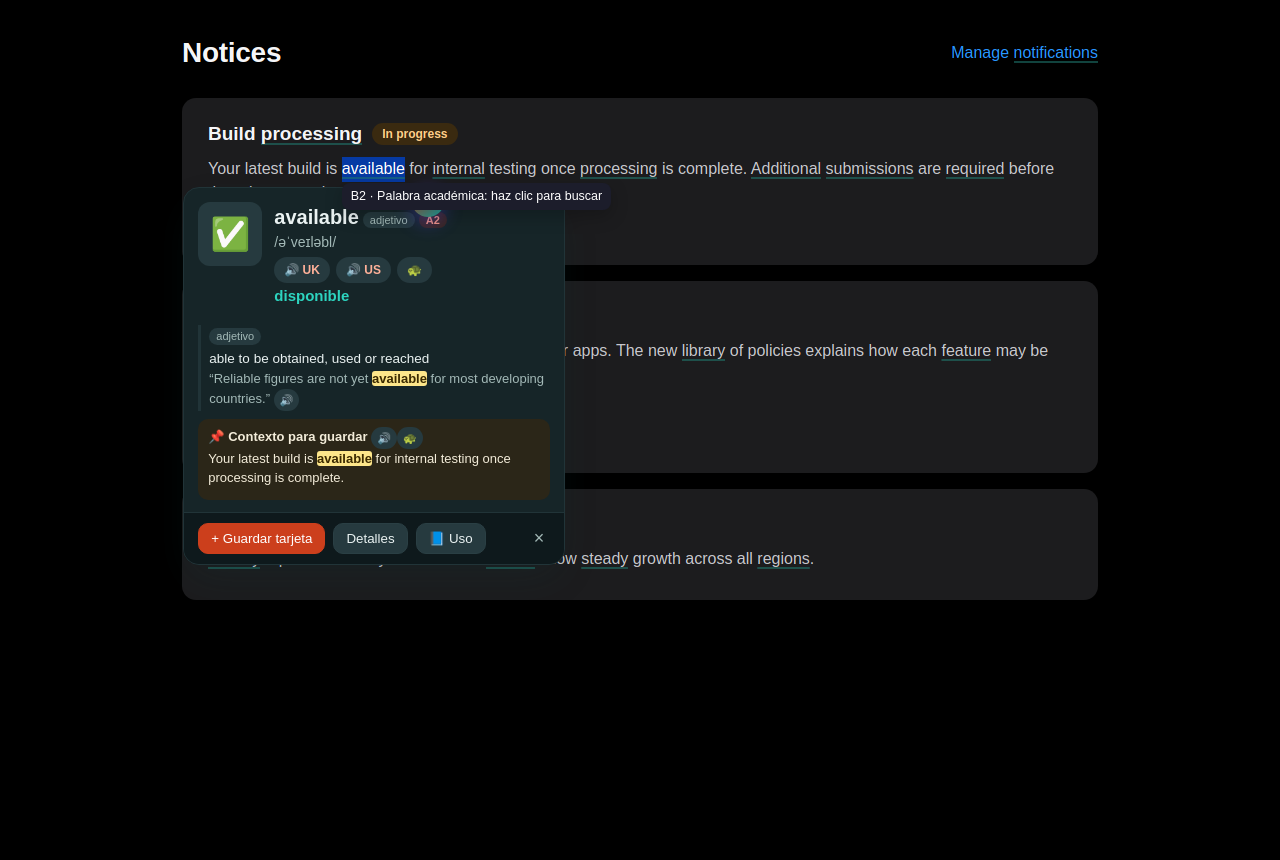 Notices
Manage notifications
Build processing In progress
Your latest build is available for internal testing once processing is complete. Additional submissions are required before
B2 · Palabra académica: haz clic para buscar
available adjetivo A2
/əˈveɪləbl/
🔊 UK 🔊 US 🐢
disponible
adjetivo
able to be obtained, used or reached
“Reliable figures are not yet available for most developing
countries.” 🔊
📌 Contexto para guardar 🔊 🐢
Your latest build is available for internal testing once
processing is complete.
+ Guardar tarjeta Detalles 📘 Uso ×
apps. The new library of policies explains how each feature may be
steady growth across all regions.